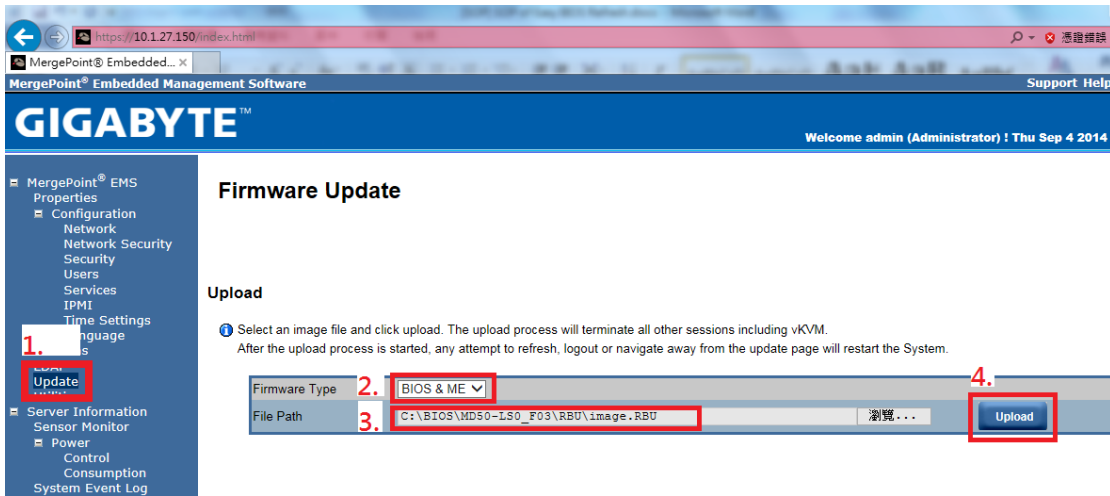 https://10.1.27.150/index.html
憑證錯誤
MergePoint® Embedded... ×
MergePoint® Embedded Management Software
Support Help
GIGABYTE™
Welcome admin (Administrator) ! Thu Sep 4 2014
MergePoint® EMS
Properties
Configuration
Network
Network Security
Security
Users
Services
IPMI
Time Settings
1.
Update
Server Information
Sensor Monitor
Power
Control
Consumption
System Event Log
Firmware Update
Upload
Select an image file and click upload. The upload process will terminate all other sessions including vKVM.
After the upload process is started, any attempt to refresh, logout or navigate away from the update page will restart the System.
Firmware Type 2. BIOS & ME
File Path 3. C:\BIOS\MD50-LS0_F03\RBU\image.RBU 瀏覽...
4.
Upload